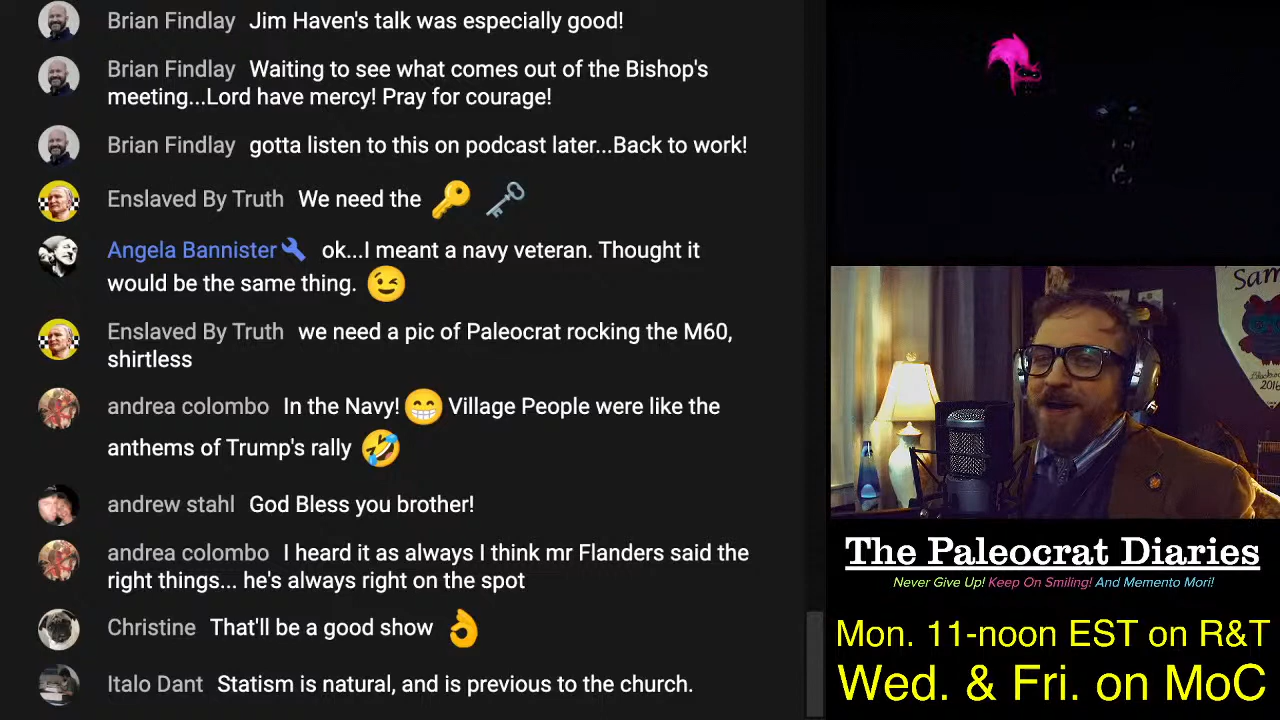 Brian Findlay Jim Haven's talk was especially good!
Brian Findlay Waiting to see what comes out of the Bishop's
meeting...Lord have mercy! Pray for courage!
Brian Findlay gotta listen to this on podcast later...Back to work!
Enslaved By Truth We need the 🔑 🗝️
Angela Bannister ok...I meant a navy veteran. Thought it
would be the same thing. 😉
Enslaved By Truth we need a pic of Paleocrat rocking the M60,
shirtless
andrea colombo In the Navy! 😁 Village People were like the
anthems of Trump's rally 🤣
andrew stahl God Bless you brother!
andrea colombo I heard it as always I think mr Flanders said the
right things... he's always right on the spot
Christine That'll be a good show 👌
Italo Dant Statism is natural, and is previous to the church.
Sam
2016
The Paleocrat Diaries
Never Give Up! Keep On Smiling! And Memento Mori!
Mon. 11-noon EST on R&T
Wed. & Fri. on MoC